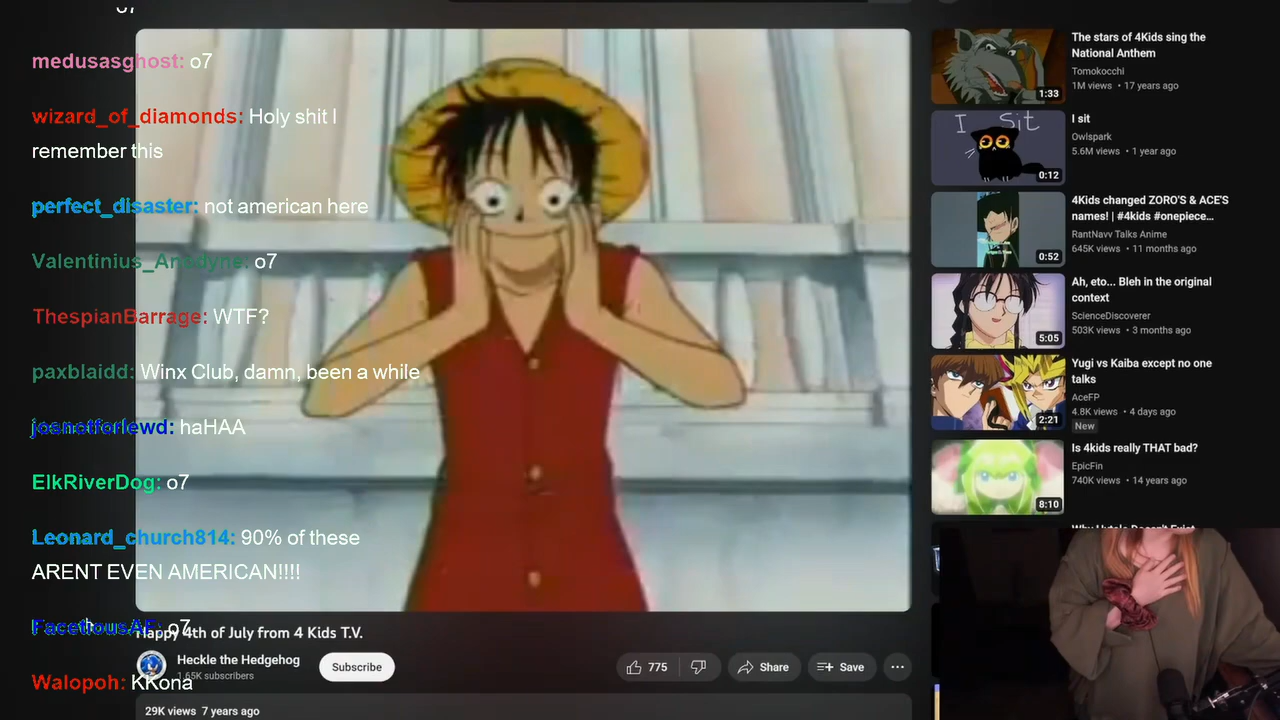 o7
medusasghost: o7
wizard_of_diamonds: Holy shit I
remember this
perfect_disaster: not american here
Valentinius_Anodyne: o7
ThespianBarrage: WTF?
paxblaidd: Winx Club, damn, been a while
joanotforlewd: haHAA
ElkRiverDog: o7
Leonard_church814: 90% of these
ARENT EVEN AMERICAN!!!!
FacetiousAF: o7
Walopoh: KKona
Happy 4th of July from 4 Kids T.V.
Heckle the Hedgehog
1.65K subscribers
Subscribe
775
Share
Save
29K views 7 years ago
The stars of 4Kids sing the
National Anthem
Tomokocchi
1M views • 17 years ago
1:33
I Sit
I sit
Owlspark
5.6M views • 1 year ago
0:12
4Kids changed ZORO'S & ACE'S
names! | #4kids #onepiece...
RantNavv Talks Anime
645K views • 11 months ago
0:52
Ah, eto... Bleh in the original
context
ScienceDiscoverer
503K views • 3 months ago
5:05
Yugi vs Kaiba except no one
talks
AceFP
4.8K views • 4 days ago
New
2:21
Is 4kids really THAT bad?
EpicFin
740K views • 14 years ago
8:10